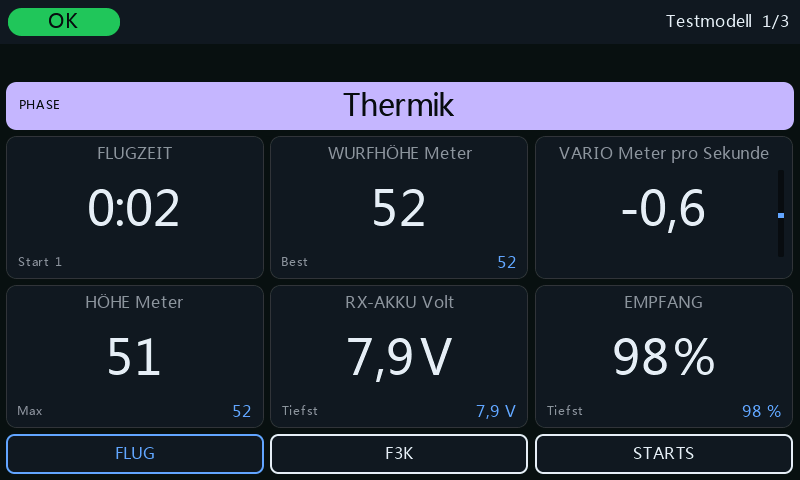 OK
Testmodell 1/3
PHASE
Thermik
FLUGZEIT
0:02
Start 1
WURFHÖHE Meter
52
Best 52
VARIO Meter pro Sekunde
-0,6
HÖHE Meter
51
Max 52
RX-AKKU Volt
7,9 V
Tiefst 7,9 V
EMPFANG
98 %
Tiefst 98 %
FLUG
F3K
STARTS